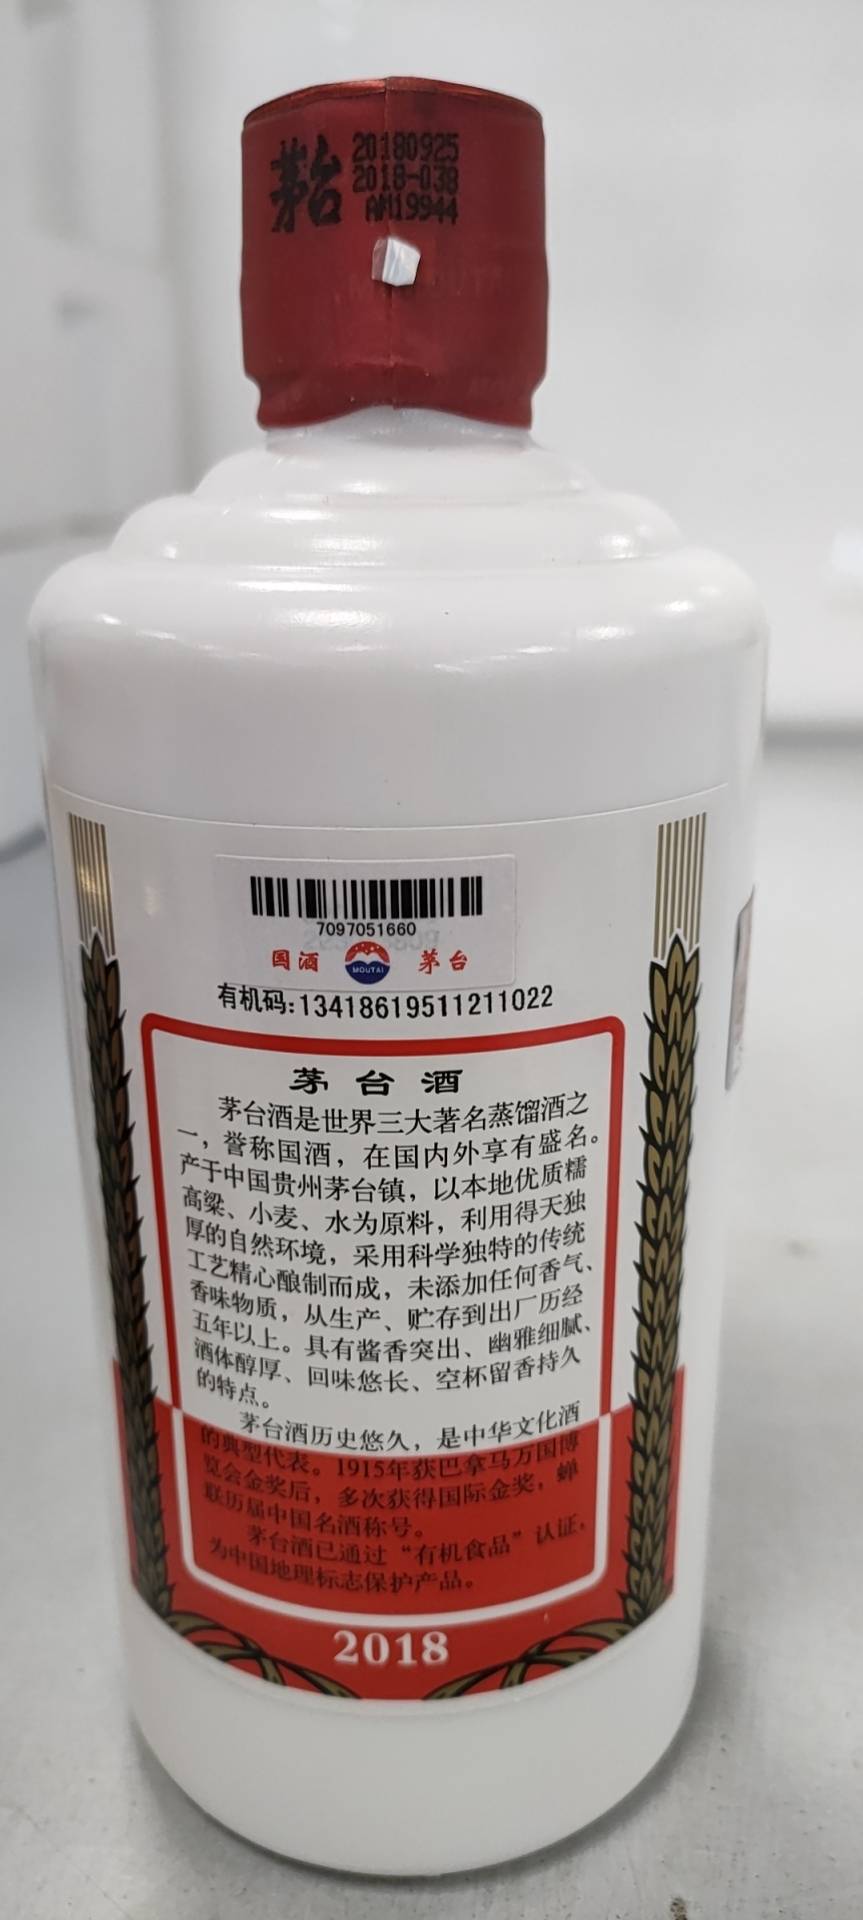 茅台
20180925
2018-038
AM19944
7097051660
国酒 MOUTAI 茅台
有机码:13418619511211022
茅台酒
茅台酒是世界三大著名蒸馏酒之
一，誉称国酒，在国内外享有盛名。
产于中国贵州茅台镇，以本地优质糯
高粱、小麦、水为原料，利用得天独
厚的自然环境，采用科学独特的传统
工艺精心酿制而成，未添加任何香气、
香味物质，从生产、贮存到出厂历经
五年以上。具有酱香突出、幽雅细腻、
酒体醇厚、回味悠长、空杯留香持久
的特点。
茅台酒历史悠久，是中华文化酒
的典型代表。1915年获巴拿马万国博
览会金奖后，多次获得国际金奖，蝉
联历届中国名酒称号。
茅台酒已通过“有机食品”认证，
为中国地理标志保护产品。
2018